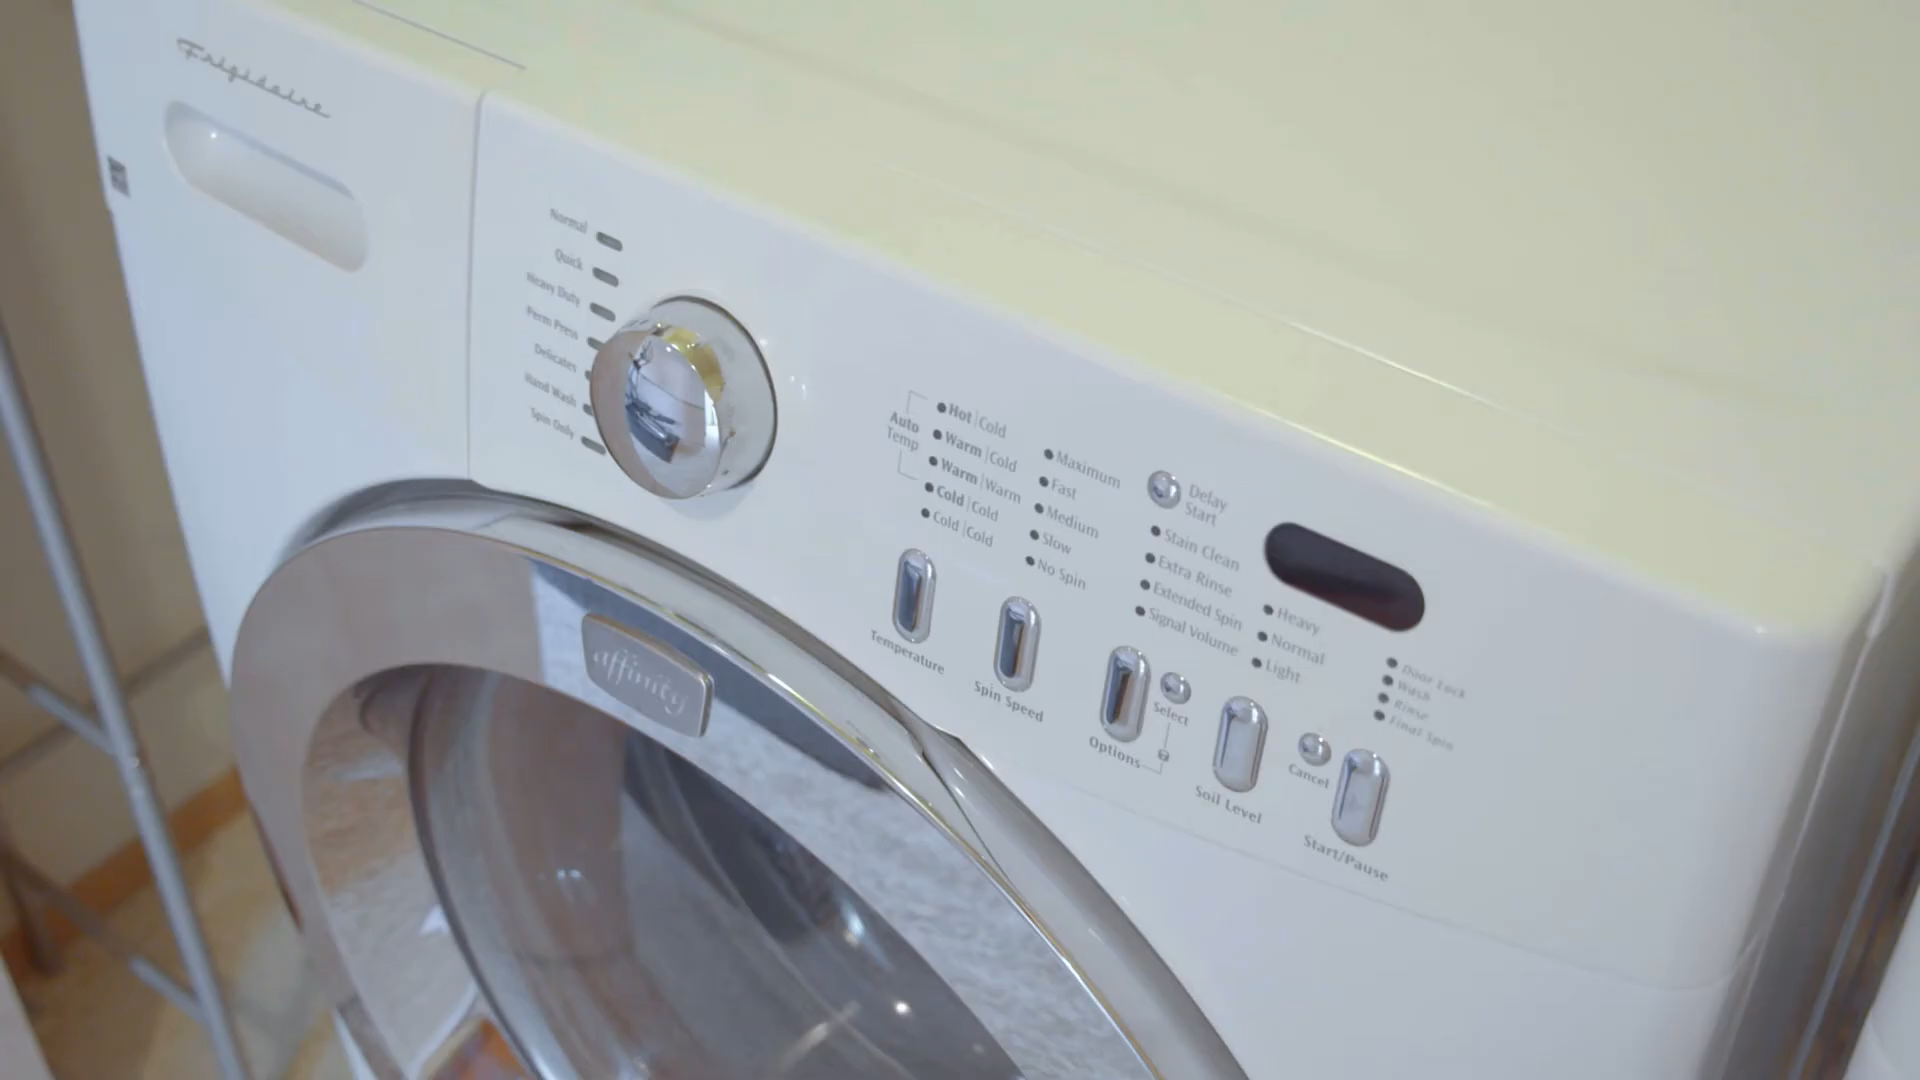 Frigidaire
Normal
Quick
Heavy Duty
Perm Press
Delicates
Hand Wash
Spin Only
affinity
Auto
Temp
Hot|Cold
Warm|Cold
Warm|Warm
Cold|Cold
Cold|Cold
Temperature
Maximum
Fast
Medium
Slow
No Spin
Spin Speed
Delay
Start
Stain Clean
Extra Rinse
Extended Spin
Signal Volume
Select
Options
Heavy
Normal
Light
Soil Level
Door Lock
Wash
Rinse
Final Spin
Cancel
Start/Pause